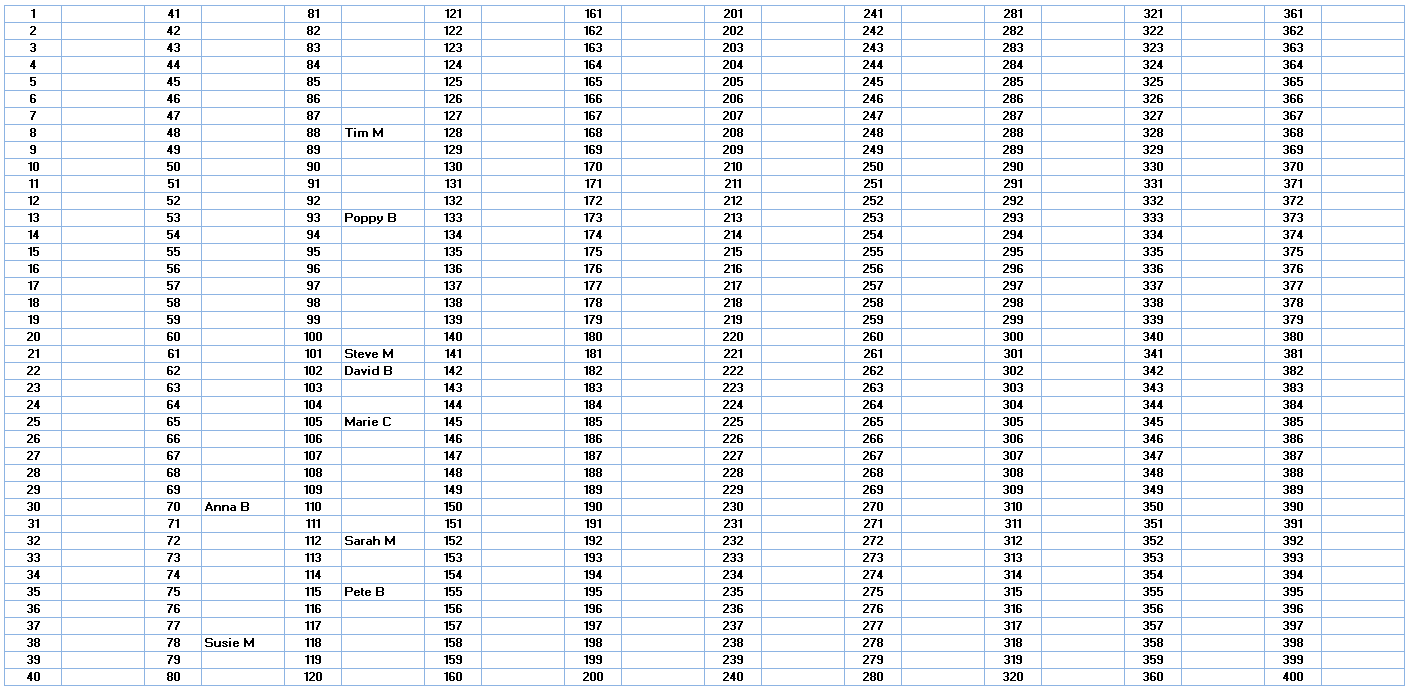 1 41 81 121 161 201 241 281 321 361
2 42 82 122 162 202 242 282 322 362
3 43 83 123 163 203 243 283 323 363
4 44 84 124 164 204 244 284 324 364
5 45 85 125 165 205 245 285 325 365
6 46 86 126 166 206 246 286 326 366
7 47 87 127 167 207 247 287 327 367
8 48 88 Tim M 128 168 208 248 288 328 368
9 49 89 129 169 209 249 289 329 369
10 50 90 130 170 210 250 290 330 370
11 51 91 131 171 211 251 291 331 371
12 52 92 132 172 212 252 292 332 372
13 53 93 Poppy B 133 173 213 253 293 333 373
14 54 94 134 174 214 254 294 334 374
15 55 95 135 175 215 255 295 335 375
16 56 96 136 176 216 256 296 336 376
17 57 97 137 177 217 257 297 337 377
18 58 98 138 178 218 258 298 338 378
19 59 99 139 179 219 259 299 339 379
20 60 100 140 180 220 260 300 340 380
21 61 101 Steve M 141 181 221 261 301 341 381
22 62 102 David B 142 182 222 262 302 342 382
23 63 103 143 183 223 263 303 343 383
24 64 104 144 184 224 264 304 344 384
25 65 105 Marie C 145 185 225 265 305 345 385
26 66 106 146 186 226 266 306 346 386
27 67 107 147 187 227 267 307 347 387
28 68 108 148 188 228 268 308 348 388
29 69 109 149 189 229 269 309 349 389
30 70 Anna B 110 150 190 230 270 310 350 390
31 71 111 151 191 231 271 311 351 391
32 72 112 Sarah M 152 192 232 272 312 352 392
33 73 113 153 193 233 273 313 353 393
34 74 114 154 194 234 274 314 354 394
35 75 115 Pete B 155 195 235 275 315 355 395
36 76 116 156 196 236 276 316 356 396
37 77 117 157 197 237 277 317 357 397
38 78 Susie M 118 158 198 238 278 318 358 398
39 79 119 159 199 239 279 319 359 399
40 80 120 160 200 240 280 320 360 400